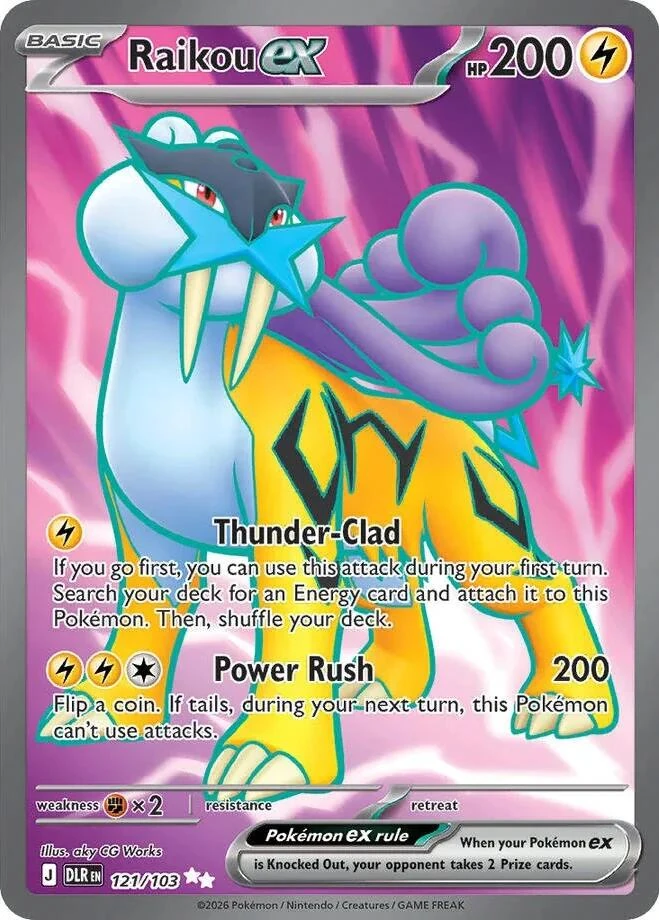 BASIC
Raikou ex HP 200
Thunder-Clad
If you go first, you can use this attack during your first turn.
Search your deck for an Energy card and attach it to this
Pokémon. Then, shuffle your deck.
Power Rush 200
Flip a coin. If tails, during your next turn, this Pokémon
can't use attacks.
weakness ×2 resistance retreat
Pokémon ex rule When your Pokémon ex
is Knocked Out, your opponent takes 2 Prize cards.
Illus. aky CG Works
J DLR EN 121/103
©2026 Pokémon / Nintendo / Creatures / GAME FREAK